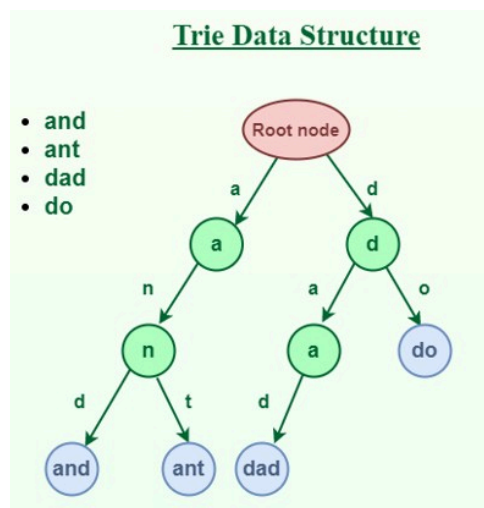 Trie Data Structure
• and
• ant
• dad
• do
Root node
a d
a d
n a o
n a do
d t d
and ant dad